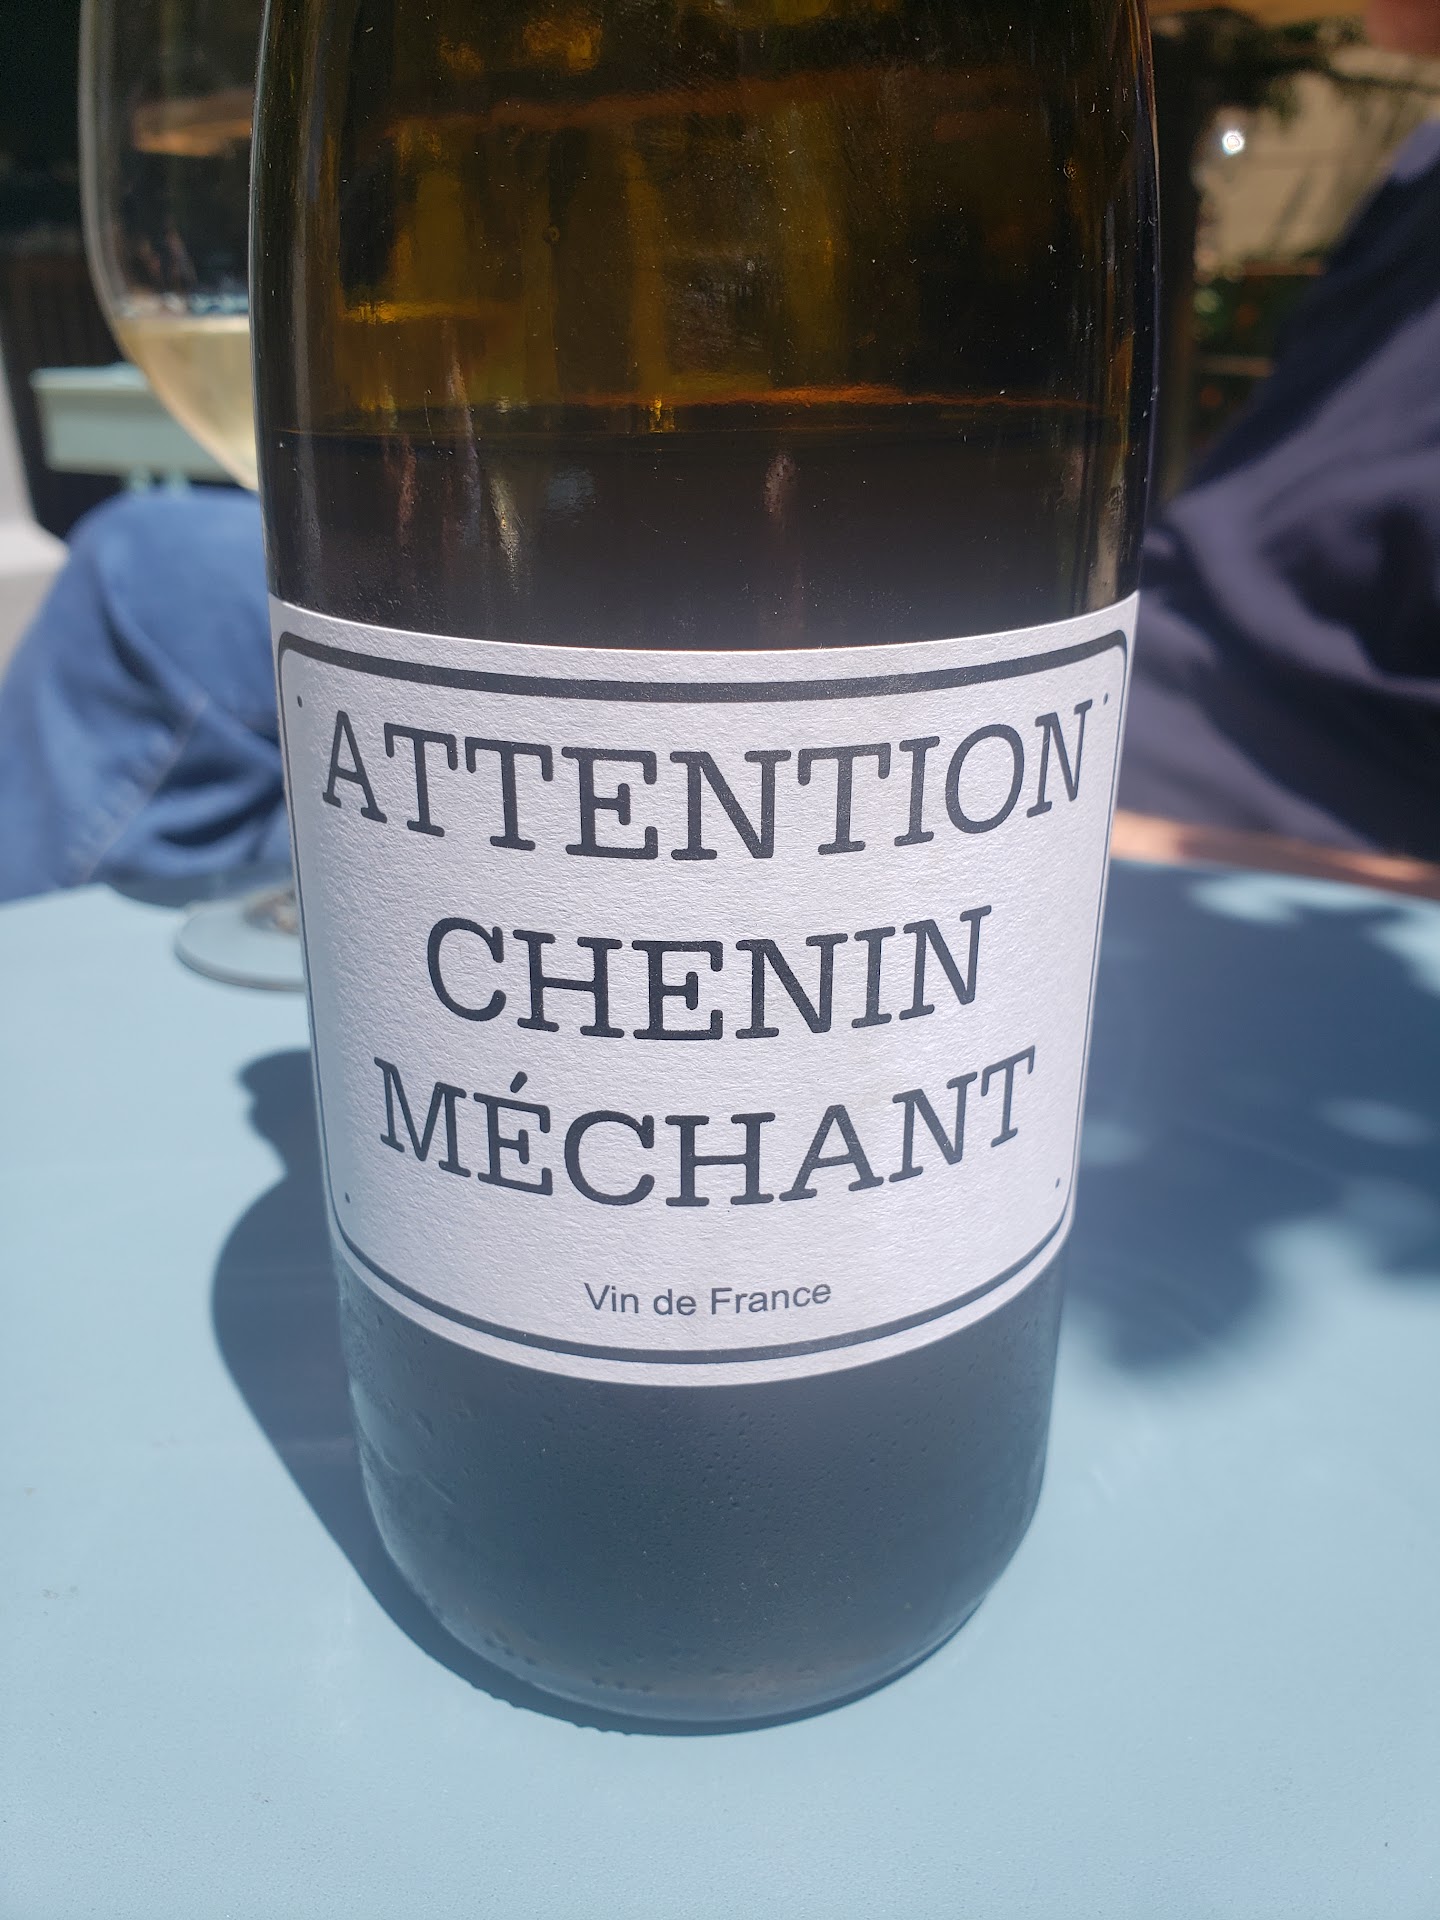 ATTENTION
CHENIN
MÉCHANT
Vin de France